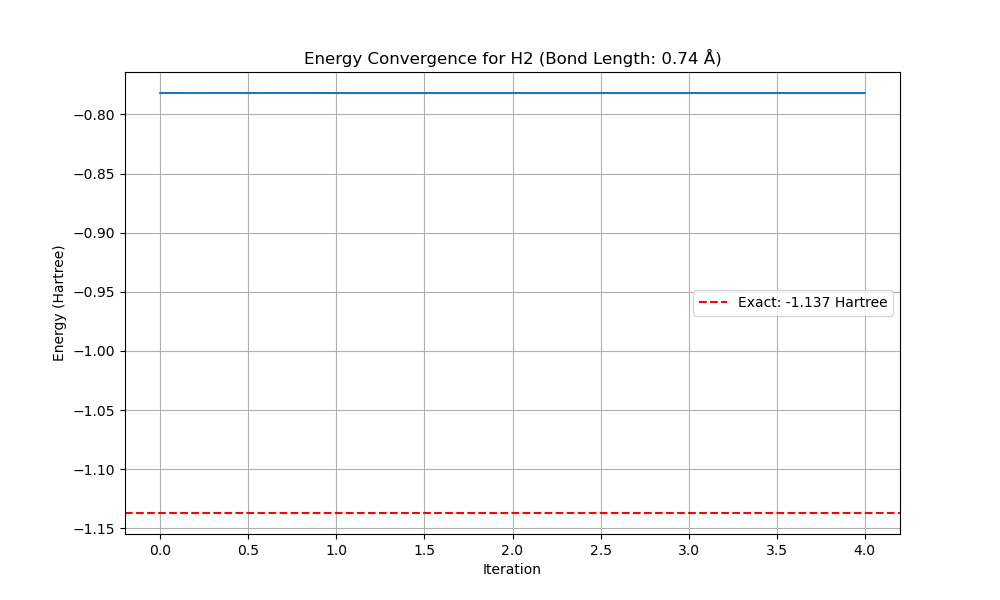 Energy Convergence for H2 (Bond Length: 0.74 Å)
Energy (Hartree)
−0.80
−0.85
−0.90
−0.95
−1.00
−1.05
−1.10
−1.15
Exact: -1.137 Hartree
0.0 0.5 1.0 1.5 2.0 2.5 3.0 3.5 4.0
Iteration